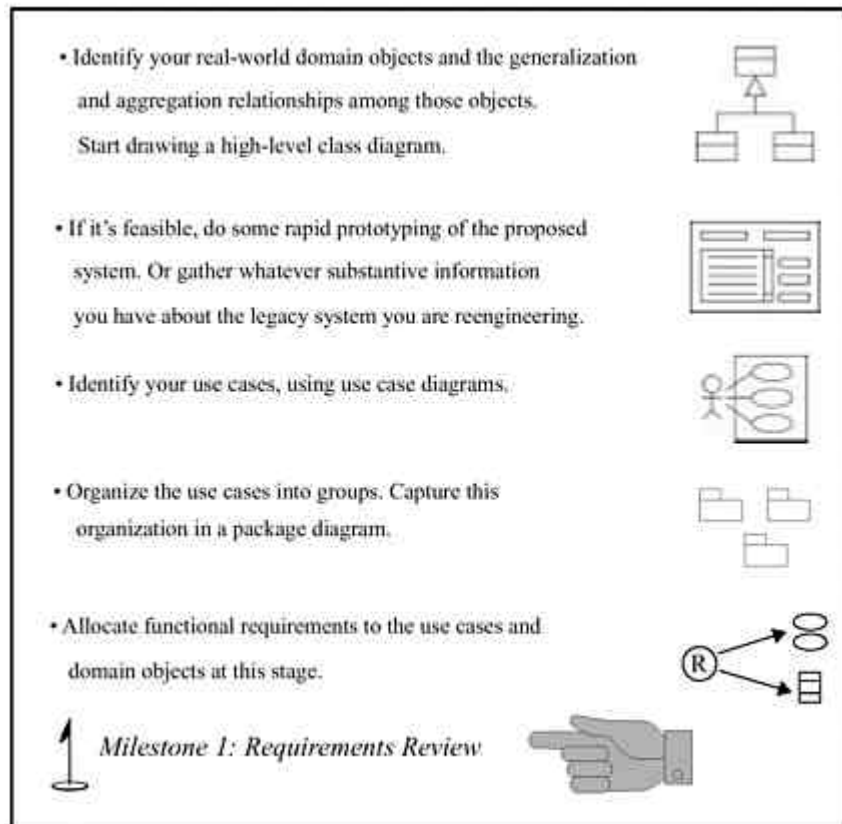 • Identify your real-world domain objects and the generalization
and aggregation relationships among those objects.
Start drawing a high-level class diagram.
• If it’s feasible, do some rapid prototyping of the proposed
system. Or gather whatever substantive information
you have about the legacy system you are reengineering.
• Identify your use cases, using use case diagrams.
• Organize the use cases into groups. Capture this
organization in a package diagram.
• Allocate functional requirements to the use cases and
domain objects at this stage.
R
Milestone 1: Requirements Review